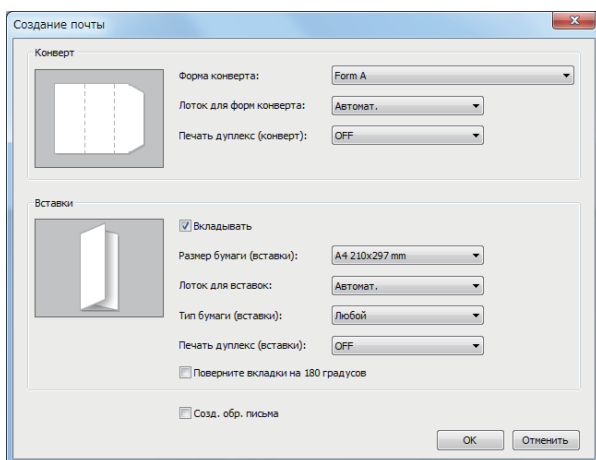 Создание почты
Конверт
Форма конверта: Form A
Лоток для форм конверта: Автомат.
Печать дуплекс (конверт): OFF
Вставки
Вкладывать
Размер бумаги (вставки): A4 210x297 mm
Лоток для вставок: Автомат.
Тип бумаги (вставки): Любой
Печать дуплекс (вставки): OFF
Поверните вкладки на 180 градусов
Созд. обр. письма
OK Отменить